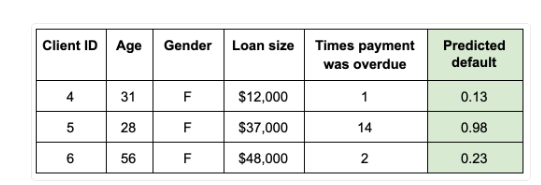 Client ID Age Gender Loan size Times payment was overdue Predicted default
4 31 F $12,000 1 0.13
5 28 F $37,000 14 0.98
6 56 F $48,000 2 0.23